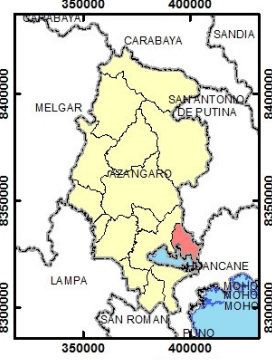 350000 400000
CARABAYA
CARABAYA
SANDIA
8400000
8400000
MELGAR
SAN ANTONIO
DE PUTINA
AZANGARO
8350000
8350000
HUANCANE
LAMPA
MOHO
MOHO
MOHO
8300000
8300000
SAN ROMAN
PUNO
350000 400000